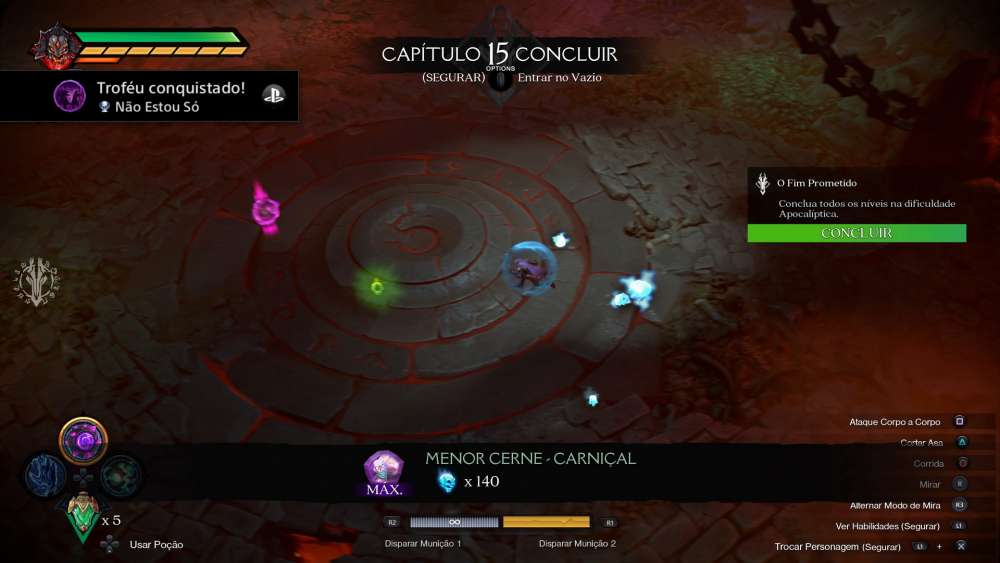 CAPÍTULO 15 CONCLUIR
OPTIONS
(SEGURAR) Entrar no Vazio
Troféu conquistado!
Não Estou Só
O Fim Prometido
Conclua todos os níveis na dificuldade
Apocalíptica.
CONCLUIR
MENOR CERNE - CARNIÇAL
MÁX.
x 140
x 5
Usar Poção
R2
∞
R1
Disparar Munição 1
Disparar Munição 2
Ataque Corpo a Corpo
Cortar Asa
Corrida
Mirar R
Alternar Modo de Mira R3
Ver Habilidades (Segurar) L1
Trocar Personagem (Segurar) L1 +